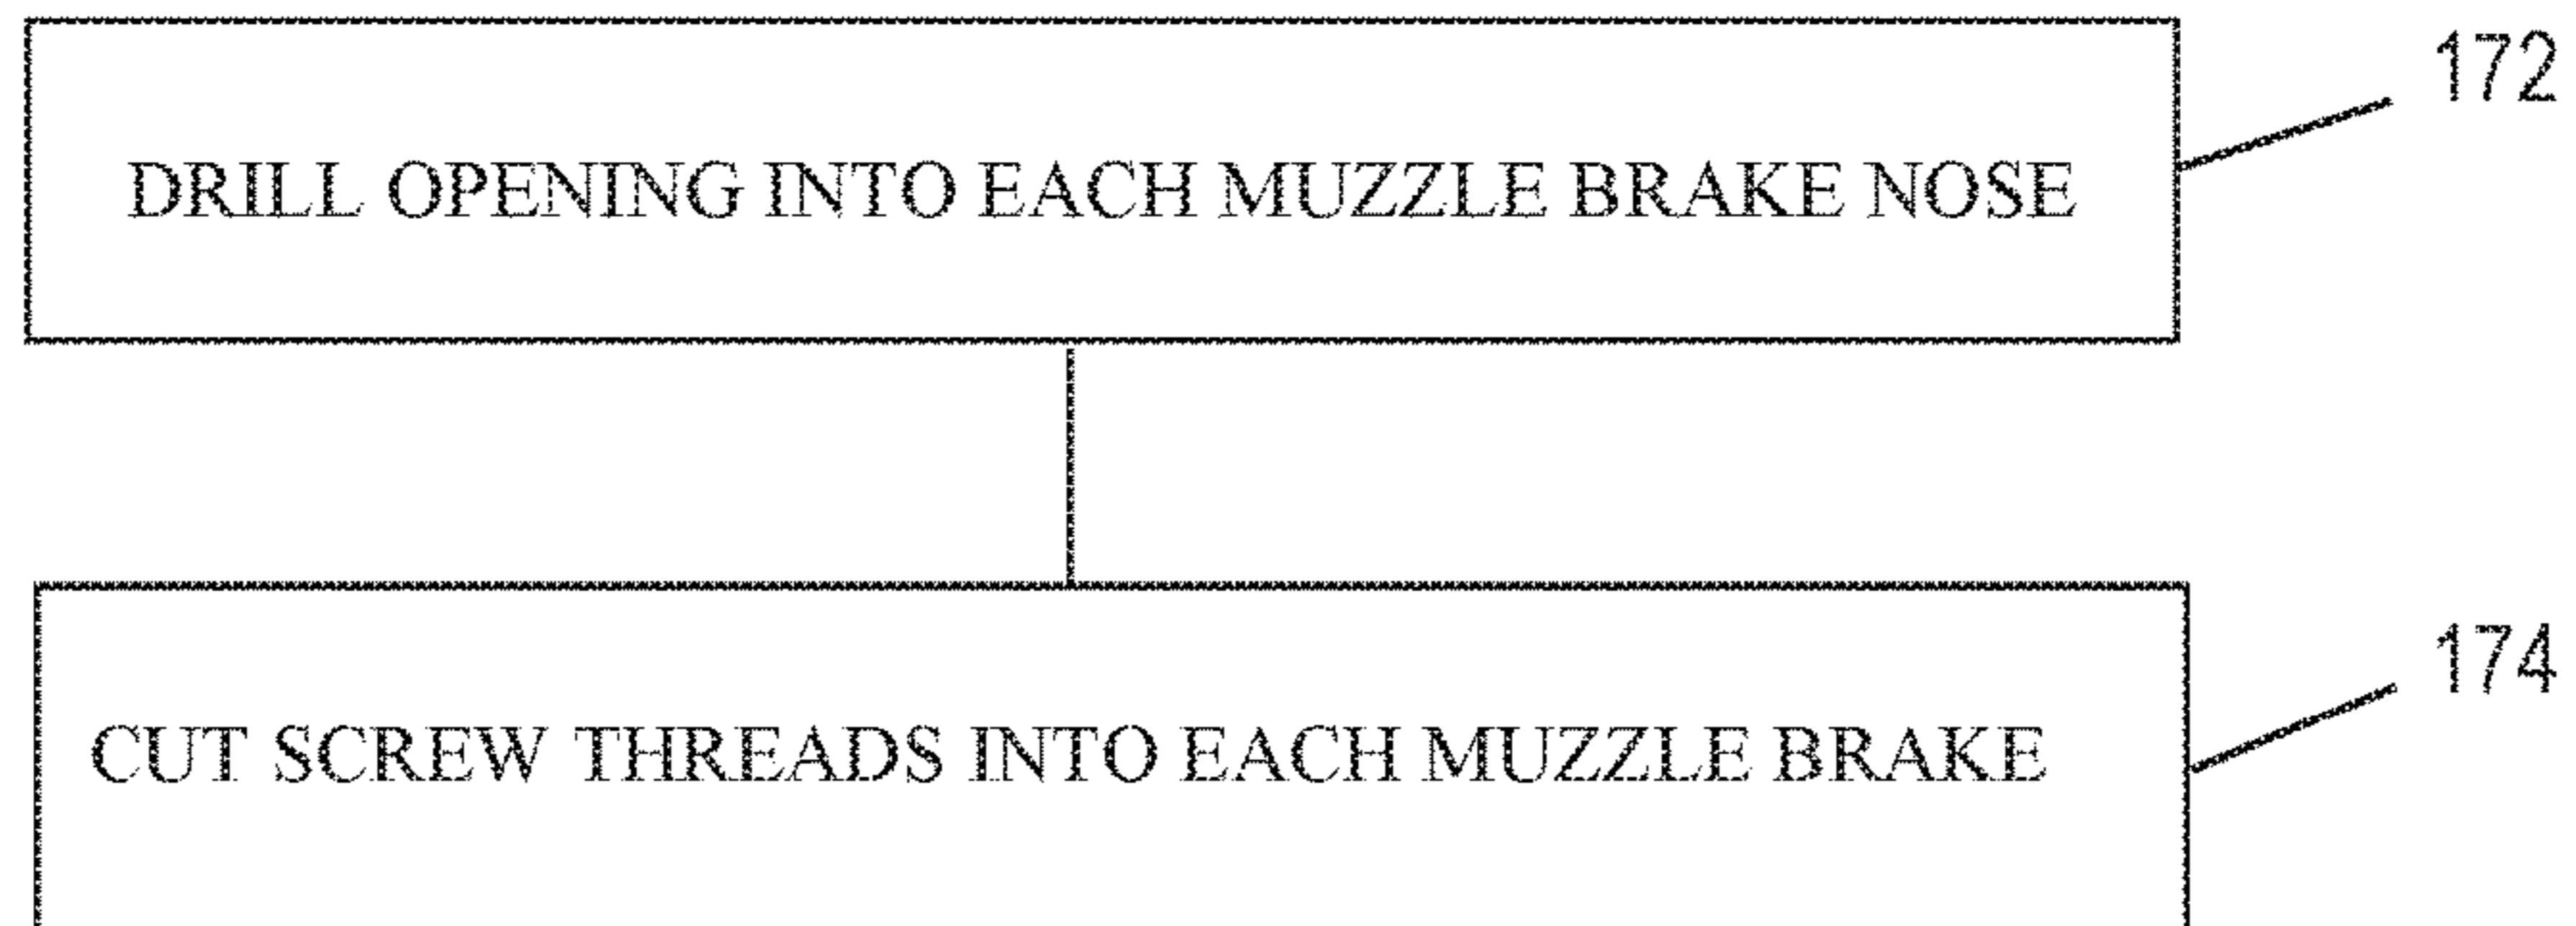 172
DRILL OPENING INTO EACH MUZZLE BRAKE NOSE
174
CUT SCREW THREADS INTO EACH MUZZLE BRAKE